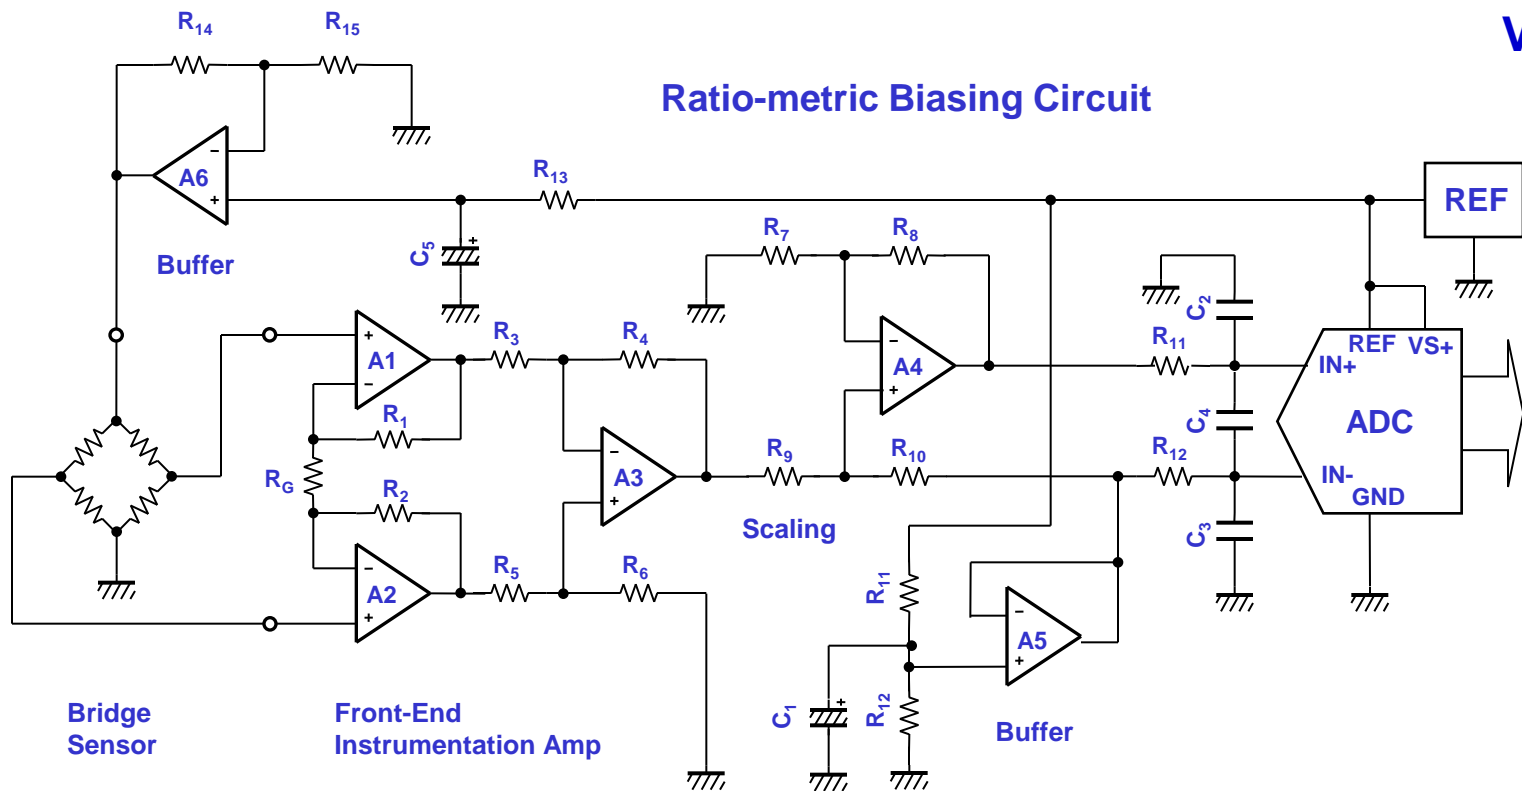 R14 R15
V
Ratio-metric Biasing Circuit
- A6 +
R13
REF
Buffer
C5 +
R7 R8
C2
+ A1 -
R3 R4
- A4 +
R11
REF VS+
IN+
R1
C4
ADC
RG
R2
- A3 +
R9 R10
R12
IN-
GND
Scaling
C3
- A2 +
R5 R6
R11
- A5 +
C1 +
R12
Bridge
Sensor
Front-End
Instrumentation Amp
Buffer